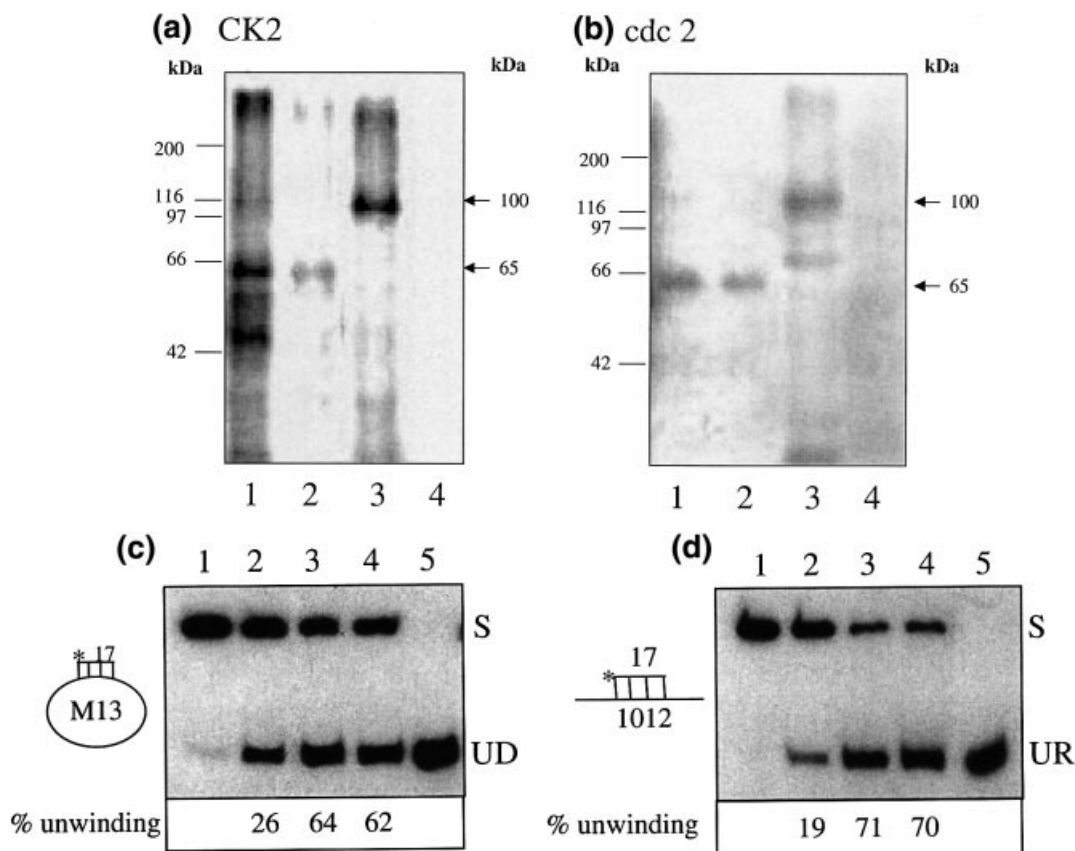 (a) CK2
kDa
kDa
200
116
97
66
42
100
65
1 2 3 4
(b) cdc 2
kDa
kDa
200
116
97
66
42
100
65
1 2 3 4
(c)
1 2 3 4 5
S
* 17
M13
UD
% unwinding 26 64 62
(d)
1 2 3 4 5
S
17
*
1012
UR
% unwinding 19 71 70